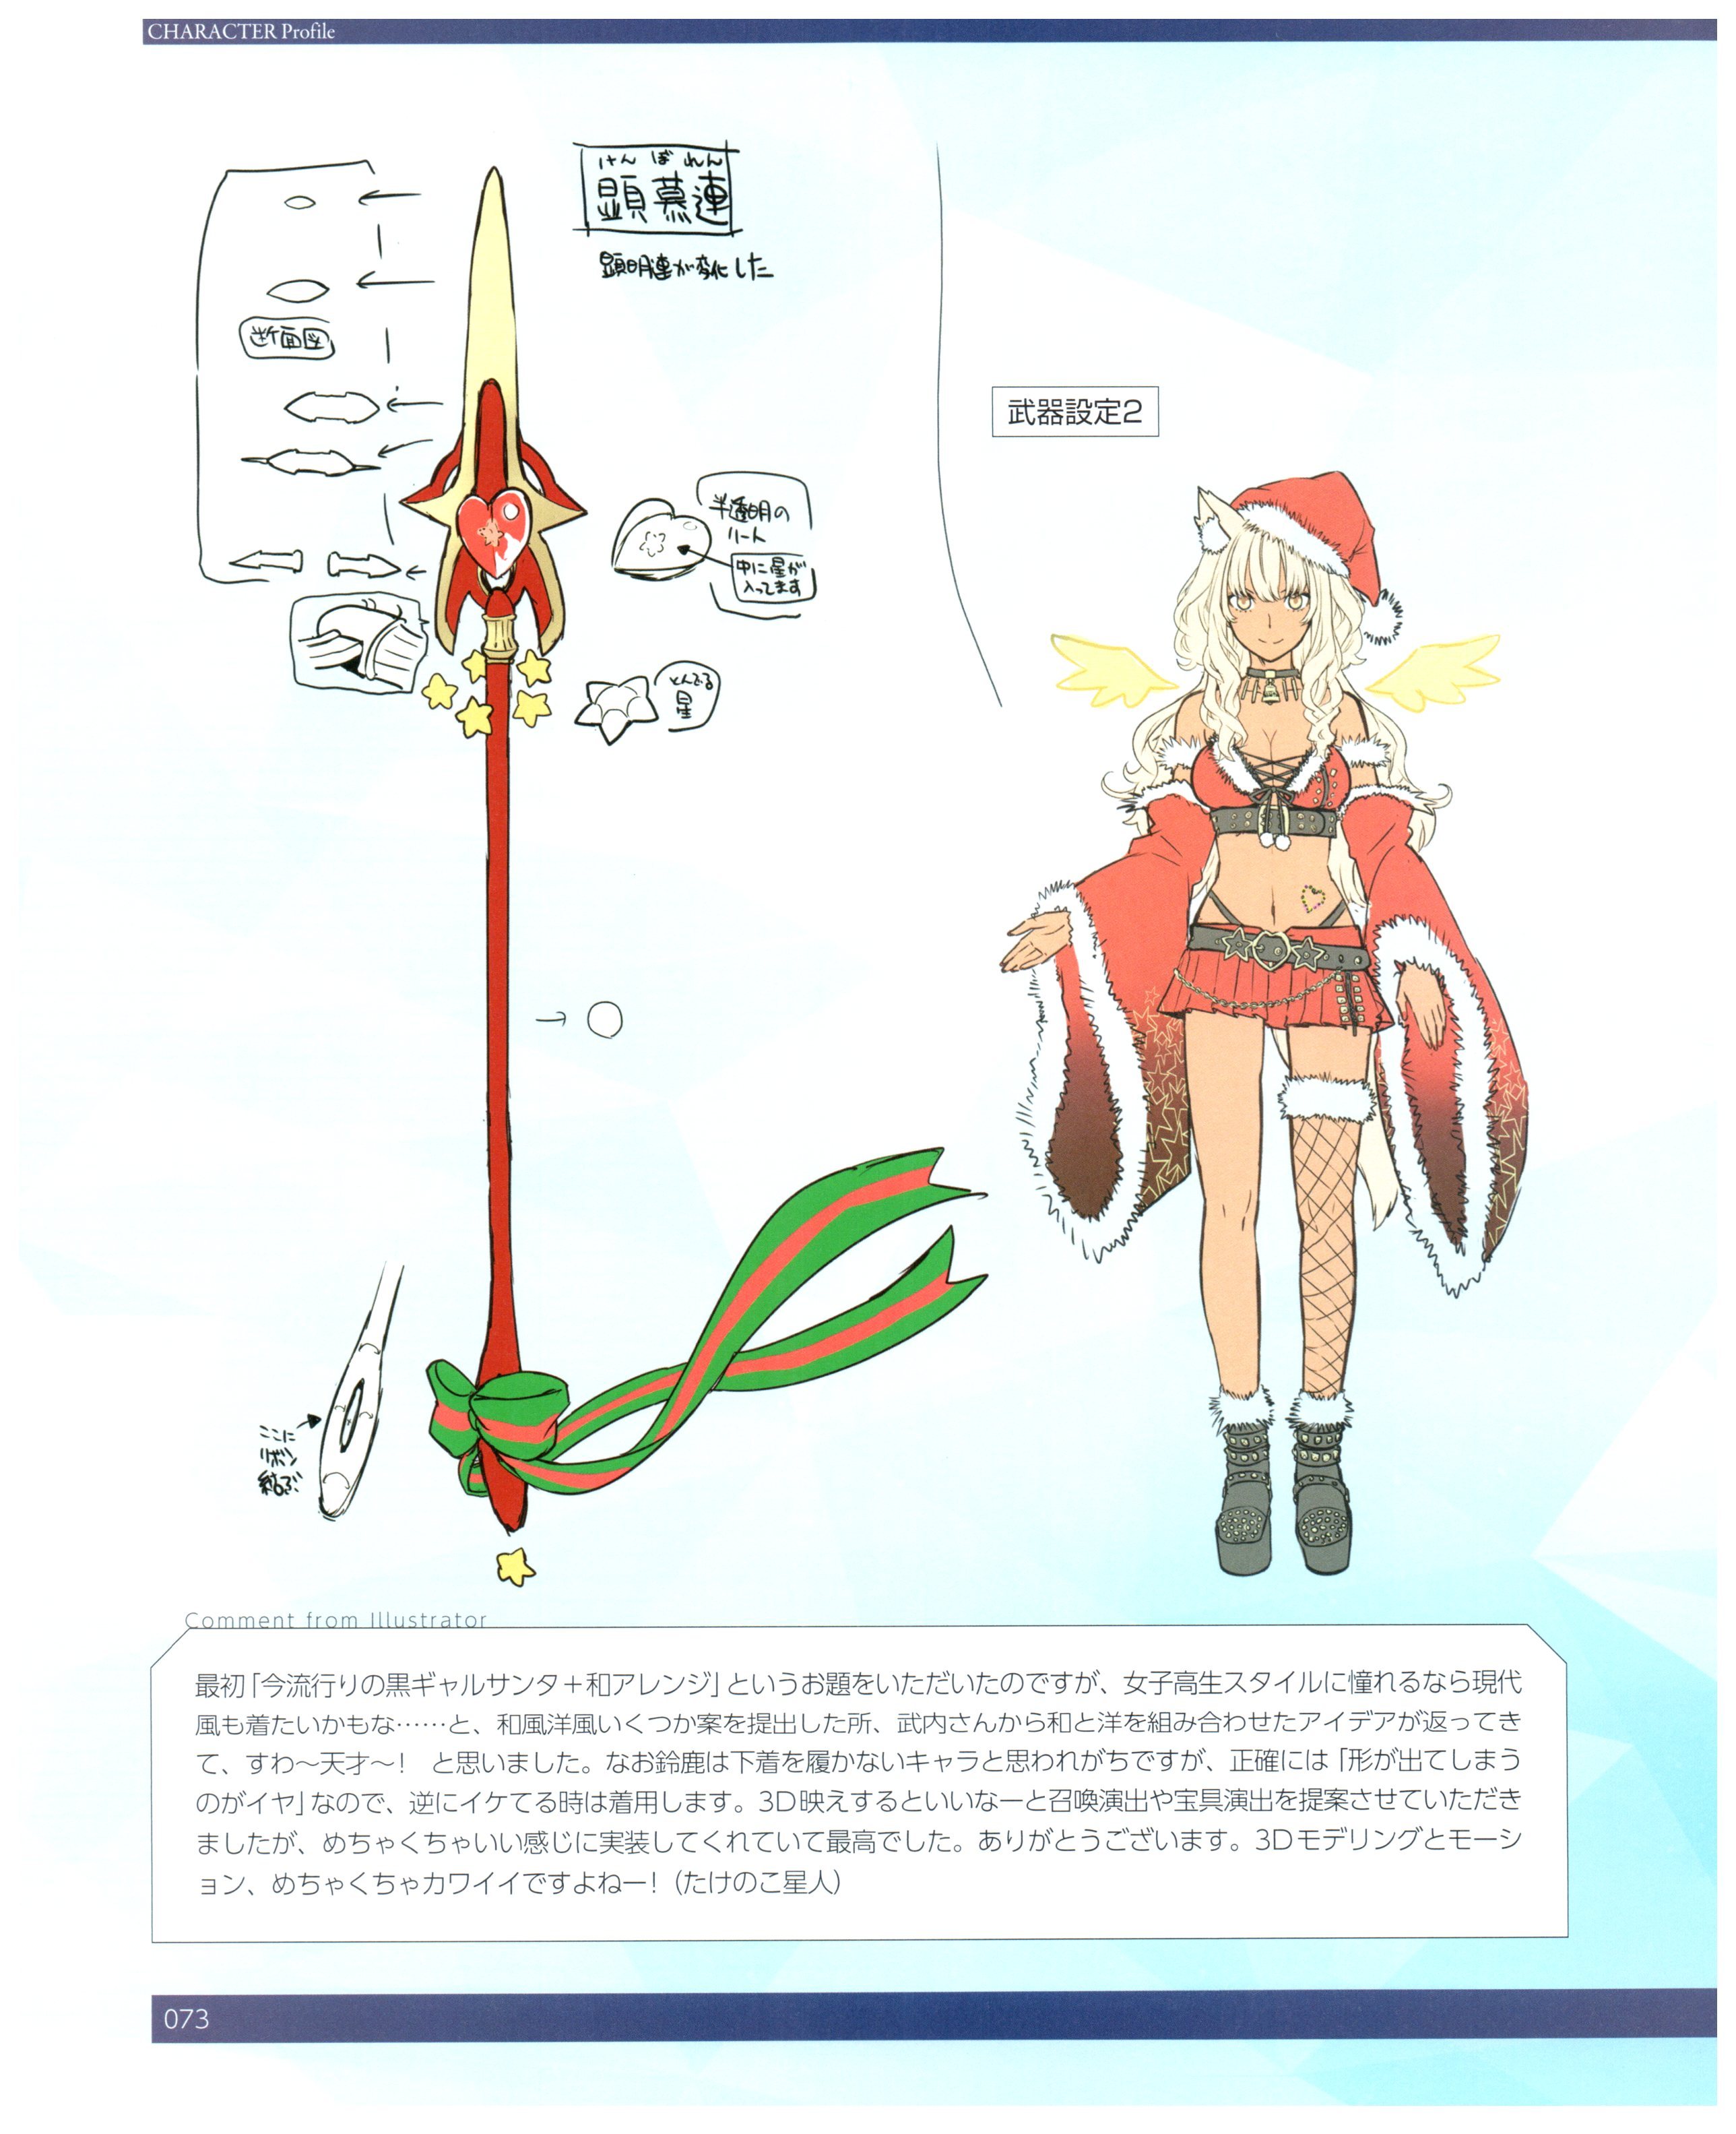 CHARACTER Profile
けんぼれん
顕慕連
顕明連が変化した
断面図
武器設定2
半透明の
ハート
中に星が
入ってます
とんでる
星
ここに
リボン
結ぶ
Comment from Illustrator
最初「今流行りの黒ギャルサンタ＋和アレンジ」というお題をいただいたのですが、女子高生スタイルに憧れるなら現代
風も着たいかもな……と、和風洋風いくつか案を提出した所、武内さんから和と洋を組み合わせたアイデアが返ってき
て、すわ〜天才〜！　と思いました。なお鈴鹿は下着を履かないキャラと思われがちですが、正確には「形が出てしまう
のがイヤ」なので、逆にイケてる時は着用します。3D映えするといいなーと召喚演出や宝具演出を提案させていただき
ましたが、めちゃくちゃいい感じに実装してくれていて最高でした。ありがとうございます。3Dモデリングとモーシ
ョン、めちゃくちゃカワイイですよねー！（たけのこ星人）
073